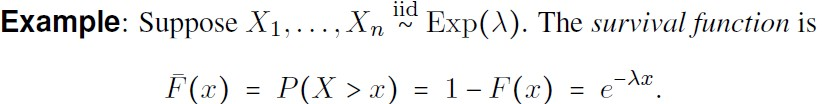 Example: Suppose X₁, . . . , Xₙ iid ~ Exp(λ). The survival function is
F̄(x) = P(X > x) = 1 − F(x) = e^{−λx}.